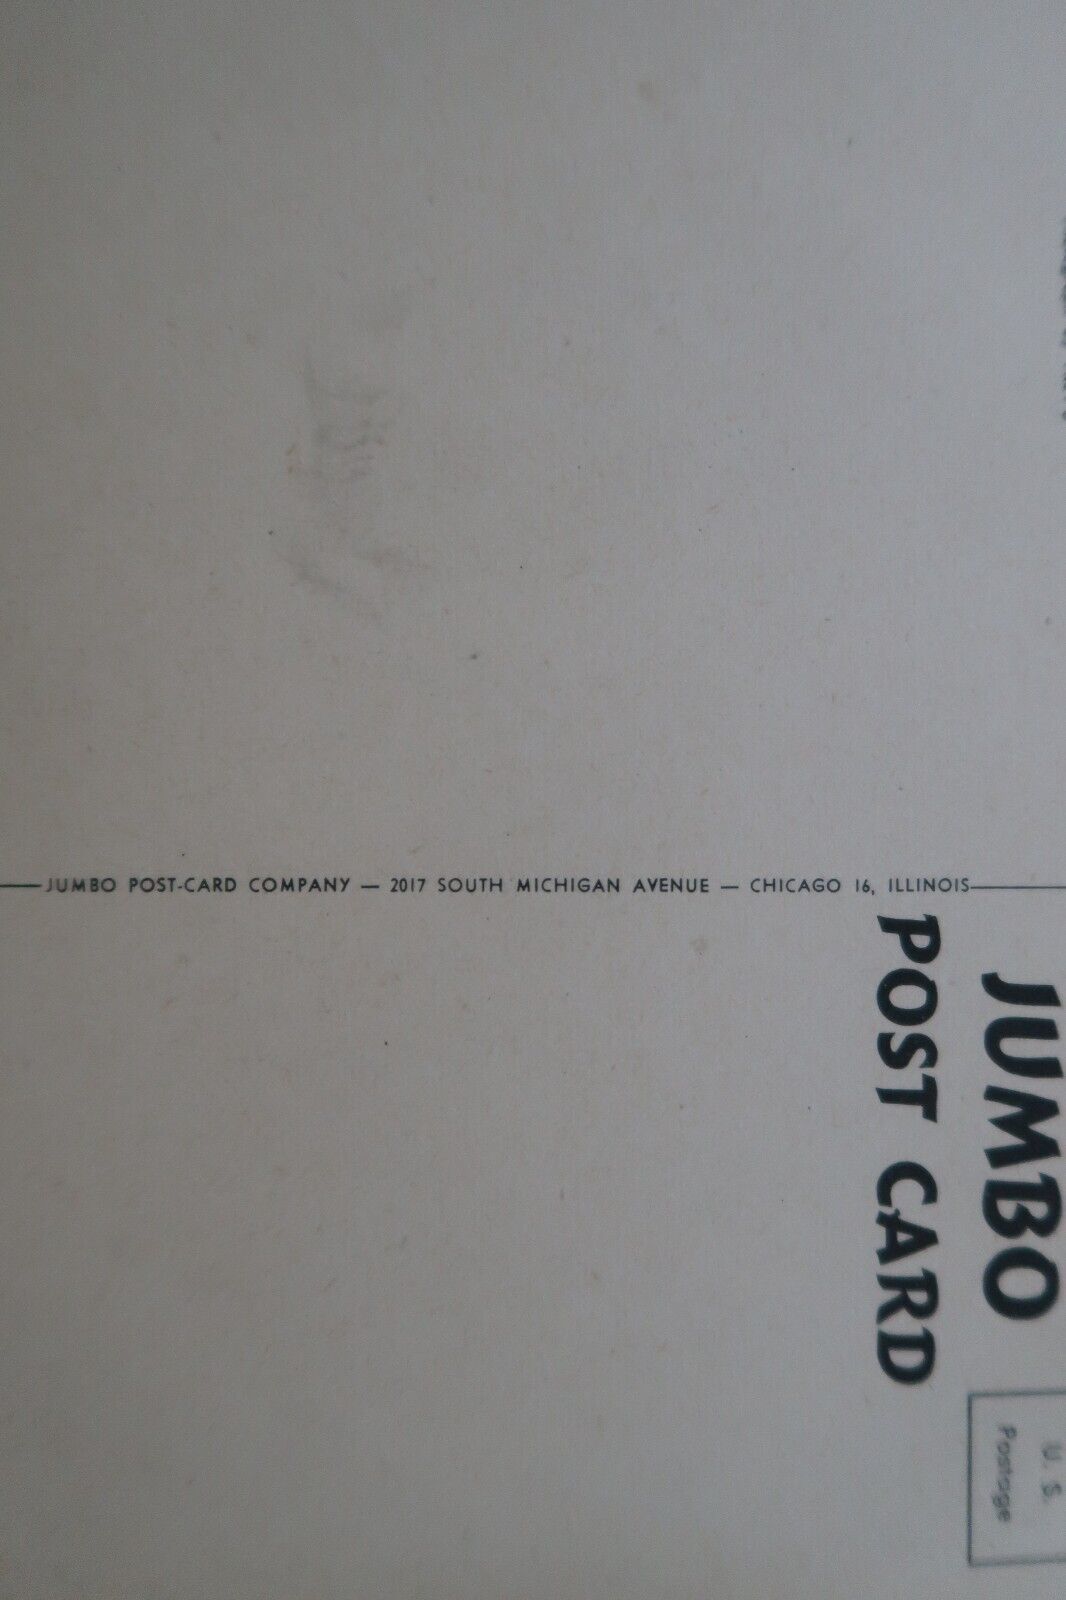 JUMBO
POST CARD
U. S.
Postage
JUMBO POST-CARD COMPANY — 2017 SOUTH MICHIGAN AVENUE — CHICAGO 16, ILLINOIS